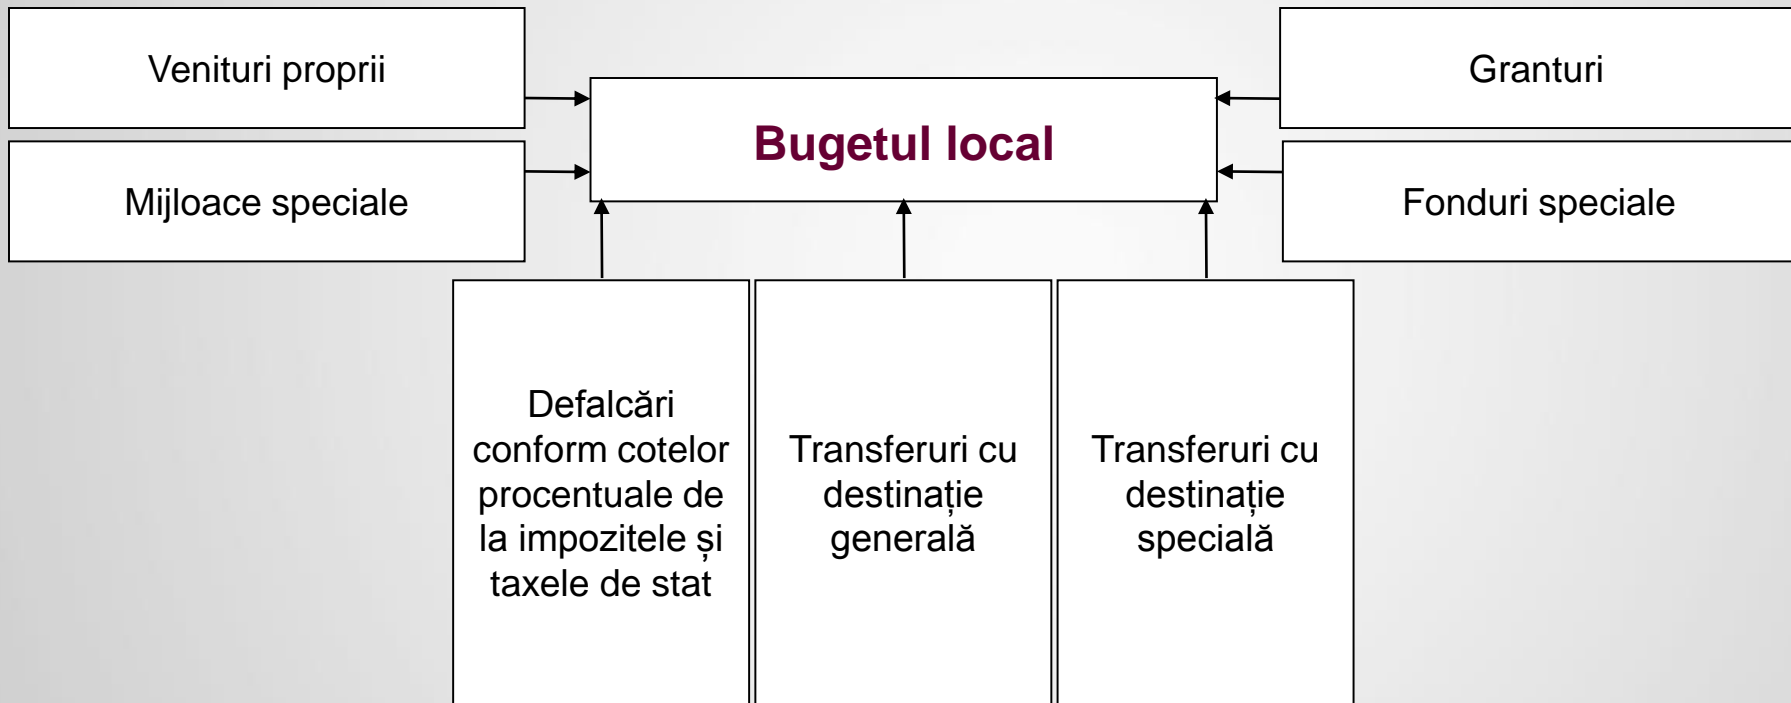 Venituri proprii
Granturi
Bugetul local
Mijloace speciale
Fonduri speciale
Defalcări
conform cotelor
procentuale de
la impozitele și
taxele de stat
Transferuri cu
destinație
generală
Transferuri cu
destinație
specială